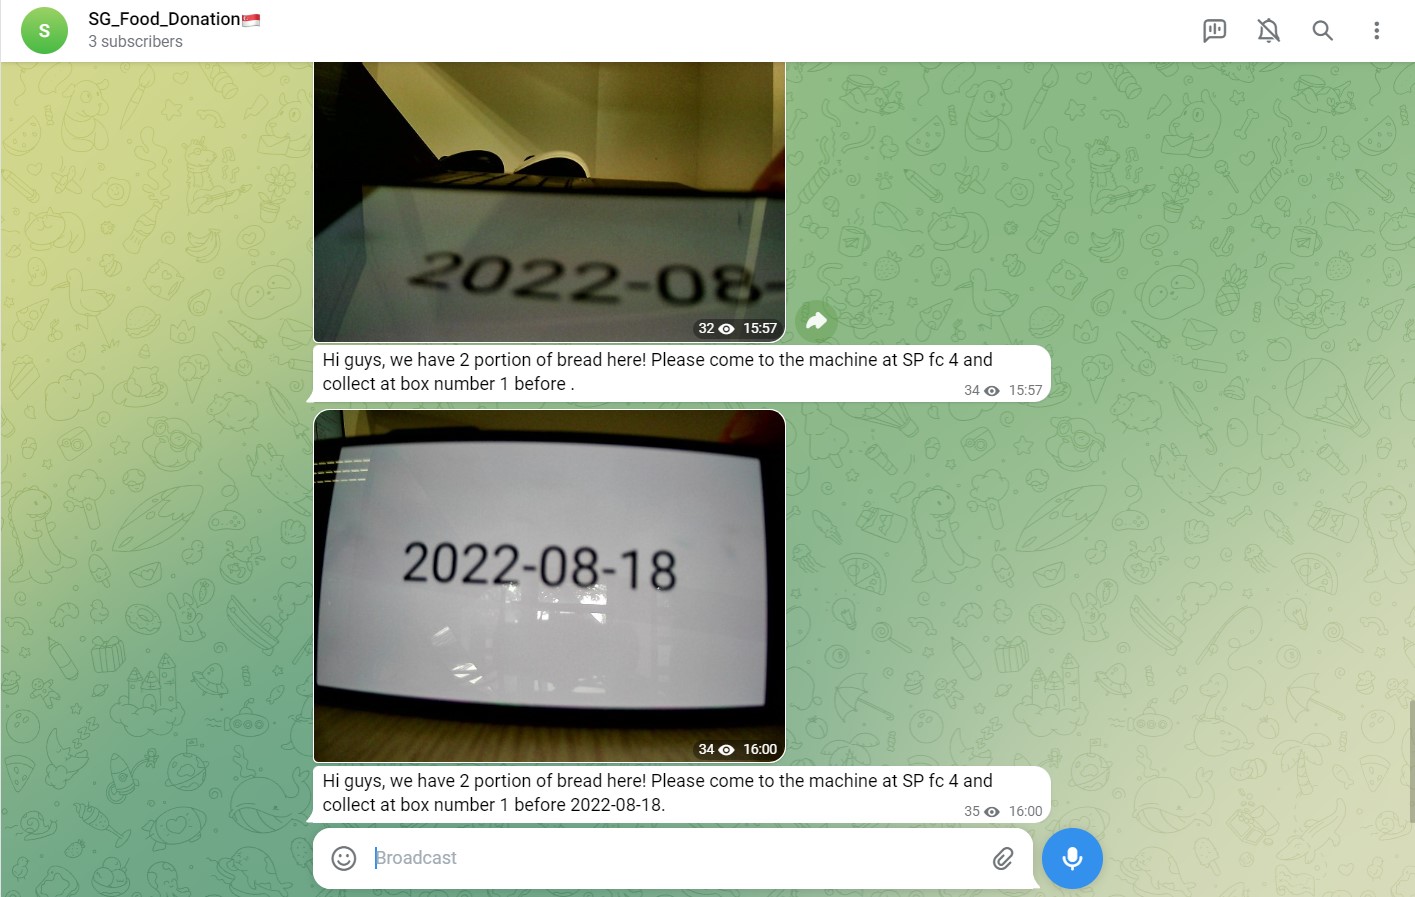 S
SG_Food_Donation🇸🇬
3 subscribers
2022-08-
32 15:57
Hi guys, we have 2 portion of bread here! Please come to the machine at SP fc 4 and
collect at box number 1 before .
34 15:57
2022-08-18
34 16:00
Hi guys, we have 2 portion of bread here! Please come to the machine at SP fc 4 and
collect at box number 1 before 2022-08-18.
35 16:00
Broadcast